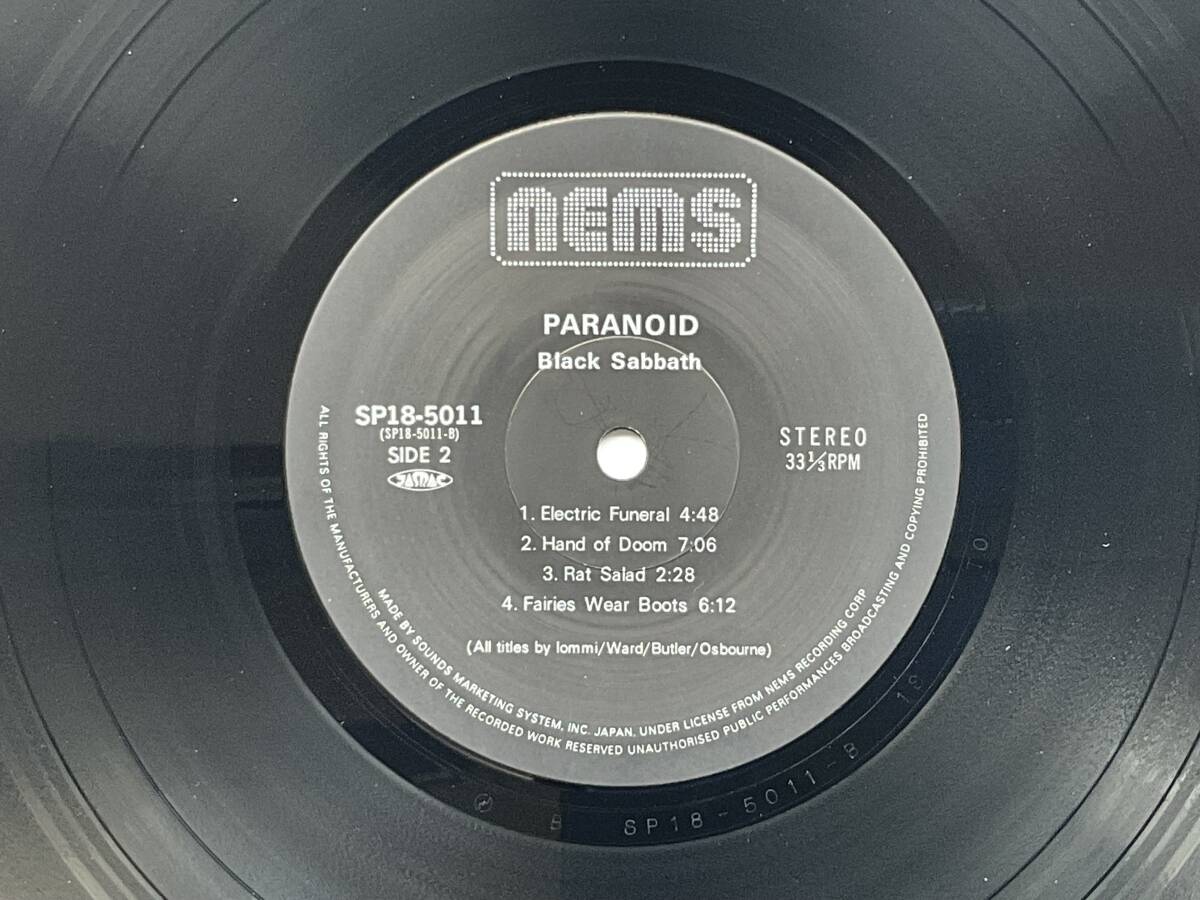 nems
PARANOID
Black Sabbath
SP18-5011
(SP18-5011-B)
SIDE 2
JASRAC
STEREO
33⅓RPM
1. Electric Funeral 4:48
2. Hand of Doom 7:06
3. Rat Salad 2:28
4. Fairies Wear Boots 6:12
(All titles by Iommi/Ward/Butler/Osbourne)
MADE BY SOUNDS MARKETING SYSTEM, INC. JAPAN, UNDER LICENSE FROM NEMS RECORDING CORP
ALL RIGHTS OF THE MANUFACTURERS AND OWNER OF THE RECORDED WORK RESERVED UNAUTHORISED PUBLIC PERFORMANCES BROADCASTING AND COPYING PROHIBITED
B SP18-5011-B 1S TO